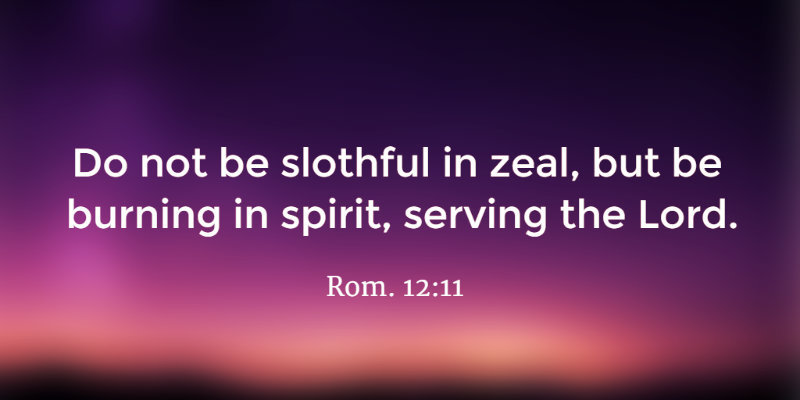 Do not be slothful in zeal, but be
burning in spirit, serving the Lord.
Rom. 12:11